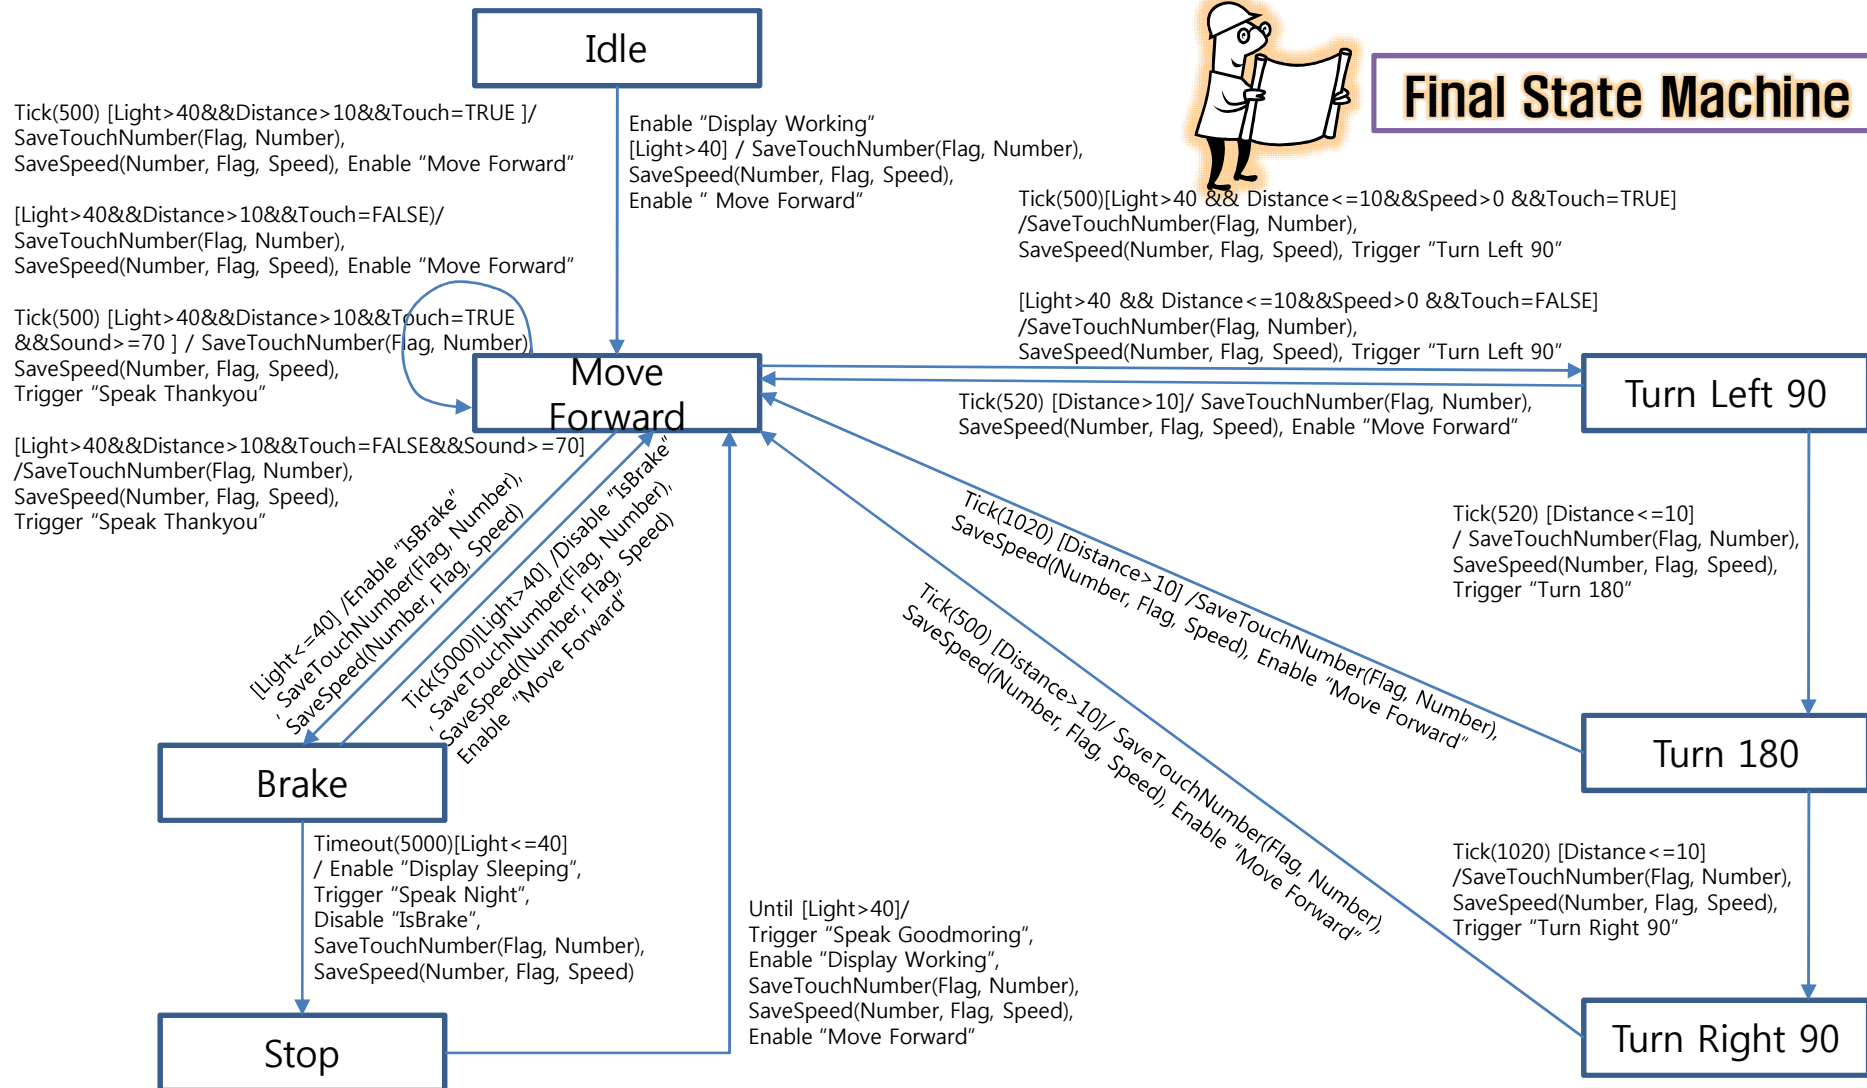 Idle
Final State Machine
Tick(500) [Light>40&&Distance>10&&Touch=TRUE ]/
SaveTouchNumber(Flag, Number),
SaveSpeed(Number, Flag, Speed), Enable “Move Forward”
[Light>40&&Distance>10&&Touch=FALSE)/
SaveTouchNumber(Flag, Number),
SaveSpeed(Number, Flag, Speed), Enable “Move Forward”
Tick(500) [Light>40&&Distance>10&&Touch=TRUE
&&Sound>=70 ] / SaveTouchNumber(Flag, Number),
SaveSpeed(Number, Flag, Speed),
Trigger “Speak Thankyou”
[Light>40&&Distance>10&&Touch=FALSE&&Sound>=70]
/SaveTouchNumber(Flag, Number),
SaveSpeed(Number, Flag, Speed),
Trigger “Speak Thankyou”
Enable “Display Working”
[Light>40] / SaveTouchNumber(Flag, Number),
SaveSpeed(Number, Flag, Speed),
Enable “ Move Forward”
Tick(500)[Light>40 && Distance<=10&&Speed>0 &&Touch=TRUE]
/SaveTouchNumber(Flag, Number),
SaveSpeed(Number, Flag, Speed), Trigger “Turn Left 90”
[Light>40 && Distance<=10&&Speed>0 &&Touch=FALSE]
/SaveTouchNumber(Flag, Number),
SaveSpeed(Number, Flag, Speed), Trigger “Turn Left 90”
Move
Forward
Turn Left 90
Tick(520) [Distance>10]/ SaveTouchNumber(Flag, Number),
SaveSpeed(Number, Flag, Speed), Enable “Move Forward”
[Light<=40] /Enable “IsBrake”
, SaveTouchNumber(Flag, Number),
SaveSpeed(Number, Flag, Speed)
Tick(5000)[Light>40] /Disable “IsBrake”
, SaveTouchNumber(Flag, Number),
SaveSpeed(Number, Flag, Speed)
Enable “Move Forward”
Tick(1020) [Distance>10] /SaveTouchNumber(Flag, Number),
SaveSpeed(Number, Flag, Speed), Enable “Move Forward”
Tick(500) [Distance>10]/ SaveTouchNumber(Flag, Number),
SaveSpeed(Number, Flag, Speed), Enable “Move Forward”
Tick(520) [Distance<=10]
/ SaveTouchNumber(Flag, Number),
SaveSpeed(Number, Flag, Speed),
Trigger “Turn 180”
Turn 180
Brake
Timeout(5000)[Light<=40]
/ Enable “Display Sleeping”,
Trigger “Speak Night”,
Disable “IsBrake”,
SaveTouchNumber(Flag, Number),
SaveSpeed(Number, Flag, Speed)
Until [Light>40]/
Trigger “Speak Goodmoring”,
Enable “Display Working”,
SaveTouchNumber(Flag, Number),
SaveSpeed(Number, Flag, Speed),
Enable “Move Forward”
Tick(1020) [Distance<=10]
/SaveTouchNumber(Flag, Number),
SaveSpeed(Number, Flag, Speed),
Trigger “Turn Right 90”
Stop
Turn Right 90